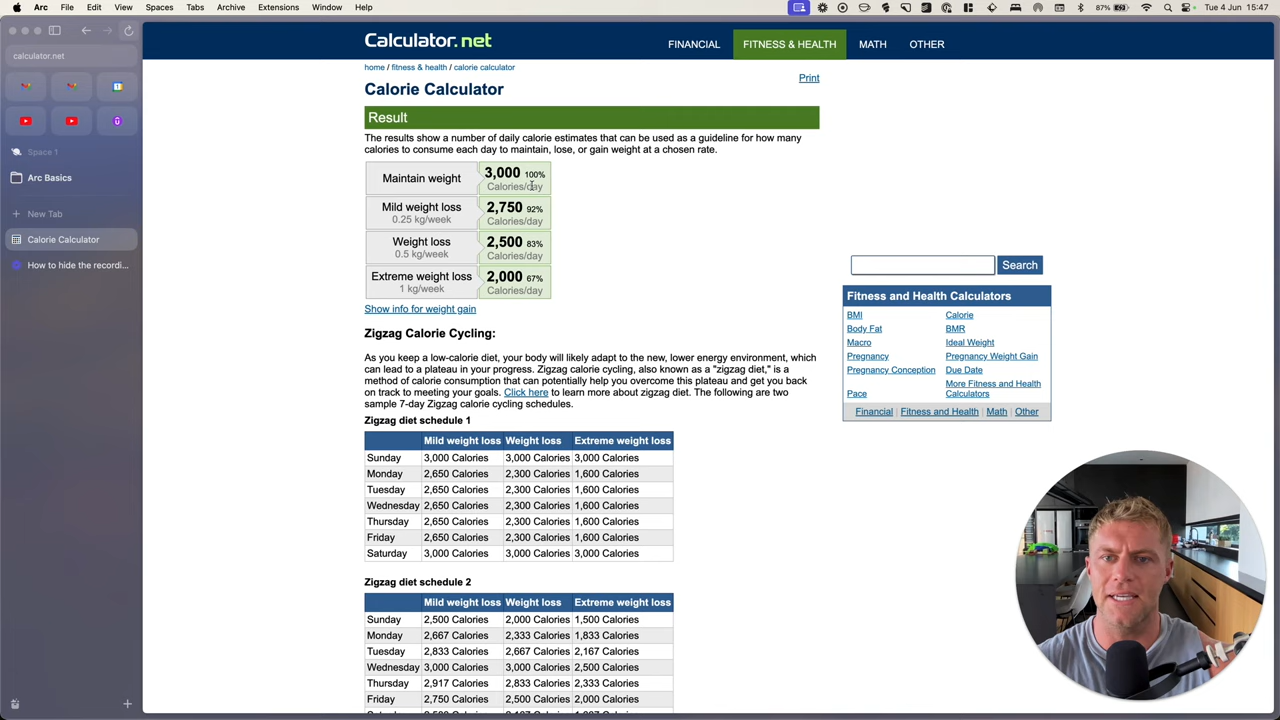 Arc File Edit View Spaces Tabs Archive Extensions Window Help
87% Tue 4 Jun 15:47
calculator.net
Space 1
Arc Basics
New Tab
Calorie Calculator
How to hide the recordi...
Calculator.net
FINANCIAL FITNESS & HEALTH MATH OTHER
home / fitness & health / calorie calculator
Print
Calorie Calculator
Result
The results show a number of daily calorie estimates that can be used as a guideline for how many
calories to consume each day to maintain, lose, or gain weight at a chosen rate.
Maintain weight 3,000 100%
Calories/day
Mild weight loss 2,750 92%
0.25 kg/week Calories/day
Weight loss 2,500 83%
0.5 kg/week Calories/day
Extreme weight loss 2,000 67%
1 kg/week Calories/day
Show info for weight gain
Zigzag Calorie Cycling:
As you keep a low-calorie diet, your body will likely adapt to the new, lower energy environment, which
can lead to a plateau in your progress. Zigzag calorie cycling, also known as a "zigzag diet," is a
method of calorie consumption that can potentially help you overcome this plateau and get you back
on track to meeting your goals. Click here to learn more about zigzag diet. The following are two
sample 7-day Zigzag calorie cycling schedules.
Zigzag diet schedule 1
Mild weight loss Weight loss Extreme weight loss
Sunday 3,000 Calories 3,000 Calories 3,000 Calories
Monday 2,650 Calories 2,300 Calories 1,600 Calories
Tuesday 2,650 Calories 2,300 Calories 1,600 Calories
Wednesday 2,650 Calories 2,300 Calories 1,600 Calories
Thursday 2,650 Calories 2,300 Calories 1,600 Calories
Friday 2,650 Calories 2,300 Calories 1,600 Calories
Saturday 3,000 Calories 3,000 Calories 3,000 Calories
Zigzag diet schedule 2
Mild weight loss Weight loss Extreme weight loss
Sunday 2,500 Calories 2,000 Calories 1,500 Calories
Monday 2,667 Calories 2,333 Calories 1,833 Calories
Tuesday 2,833 Calories 2,667 Calories 2,167 Calories
Wednesday 3,000 Calories 3,000 Calories 2,500 Calories
Thursday 2,917 Calories 2,833 Calories 2,333 Calories
Friday 2,750 Calories 2,500 Calories 2,000 Calories
Search
Fitness and Health Calculators
BMI Calorie
Body Fat BMR
Macro Ideal Weight
Pregnancy Pregnancy Weight Gain
Pregnancy Conception Due Date
Pace More Fitness and Health
Calculators
Financial | Fitness and Health | Math | Other